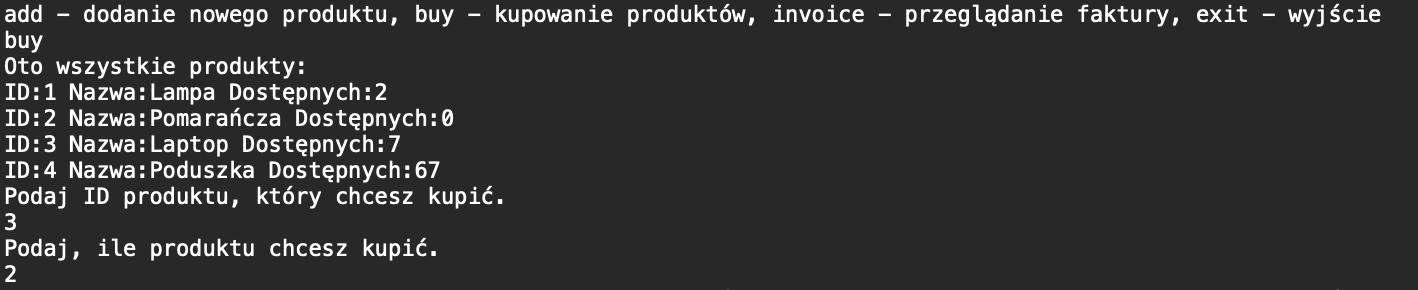 add – dodanie nowego produktu, buy – kupowanie produktów, invoice – przeglądanie faktury, exit – wyjście
buy
Oto wszystkie produkty:
ID:1 Nazwa:Lampa Dostępnych:2
ID:2 Nazwa:Pomarańcza Dostępnych:0
ID:3 Nazwa:Laptop Dostępnych:7
ID:4 Nazwa:Poduszka Dostępnych:67
Podaj ID produktu, który chcesz kupić.
3
Podaj, ile produktu chcesz kupić.
2